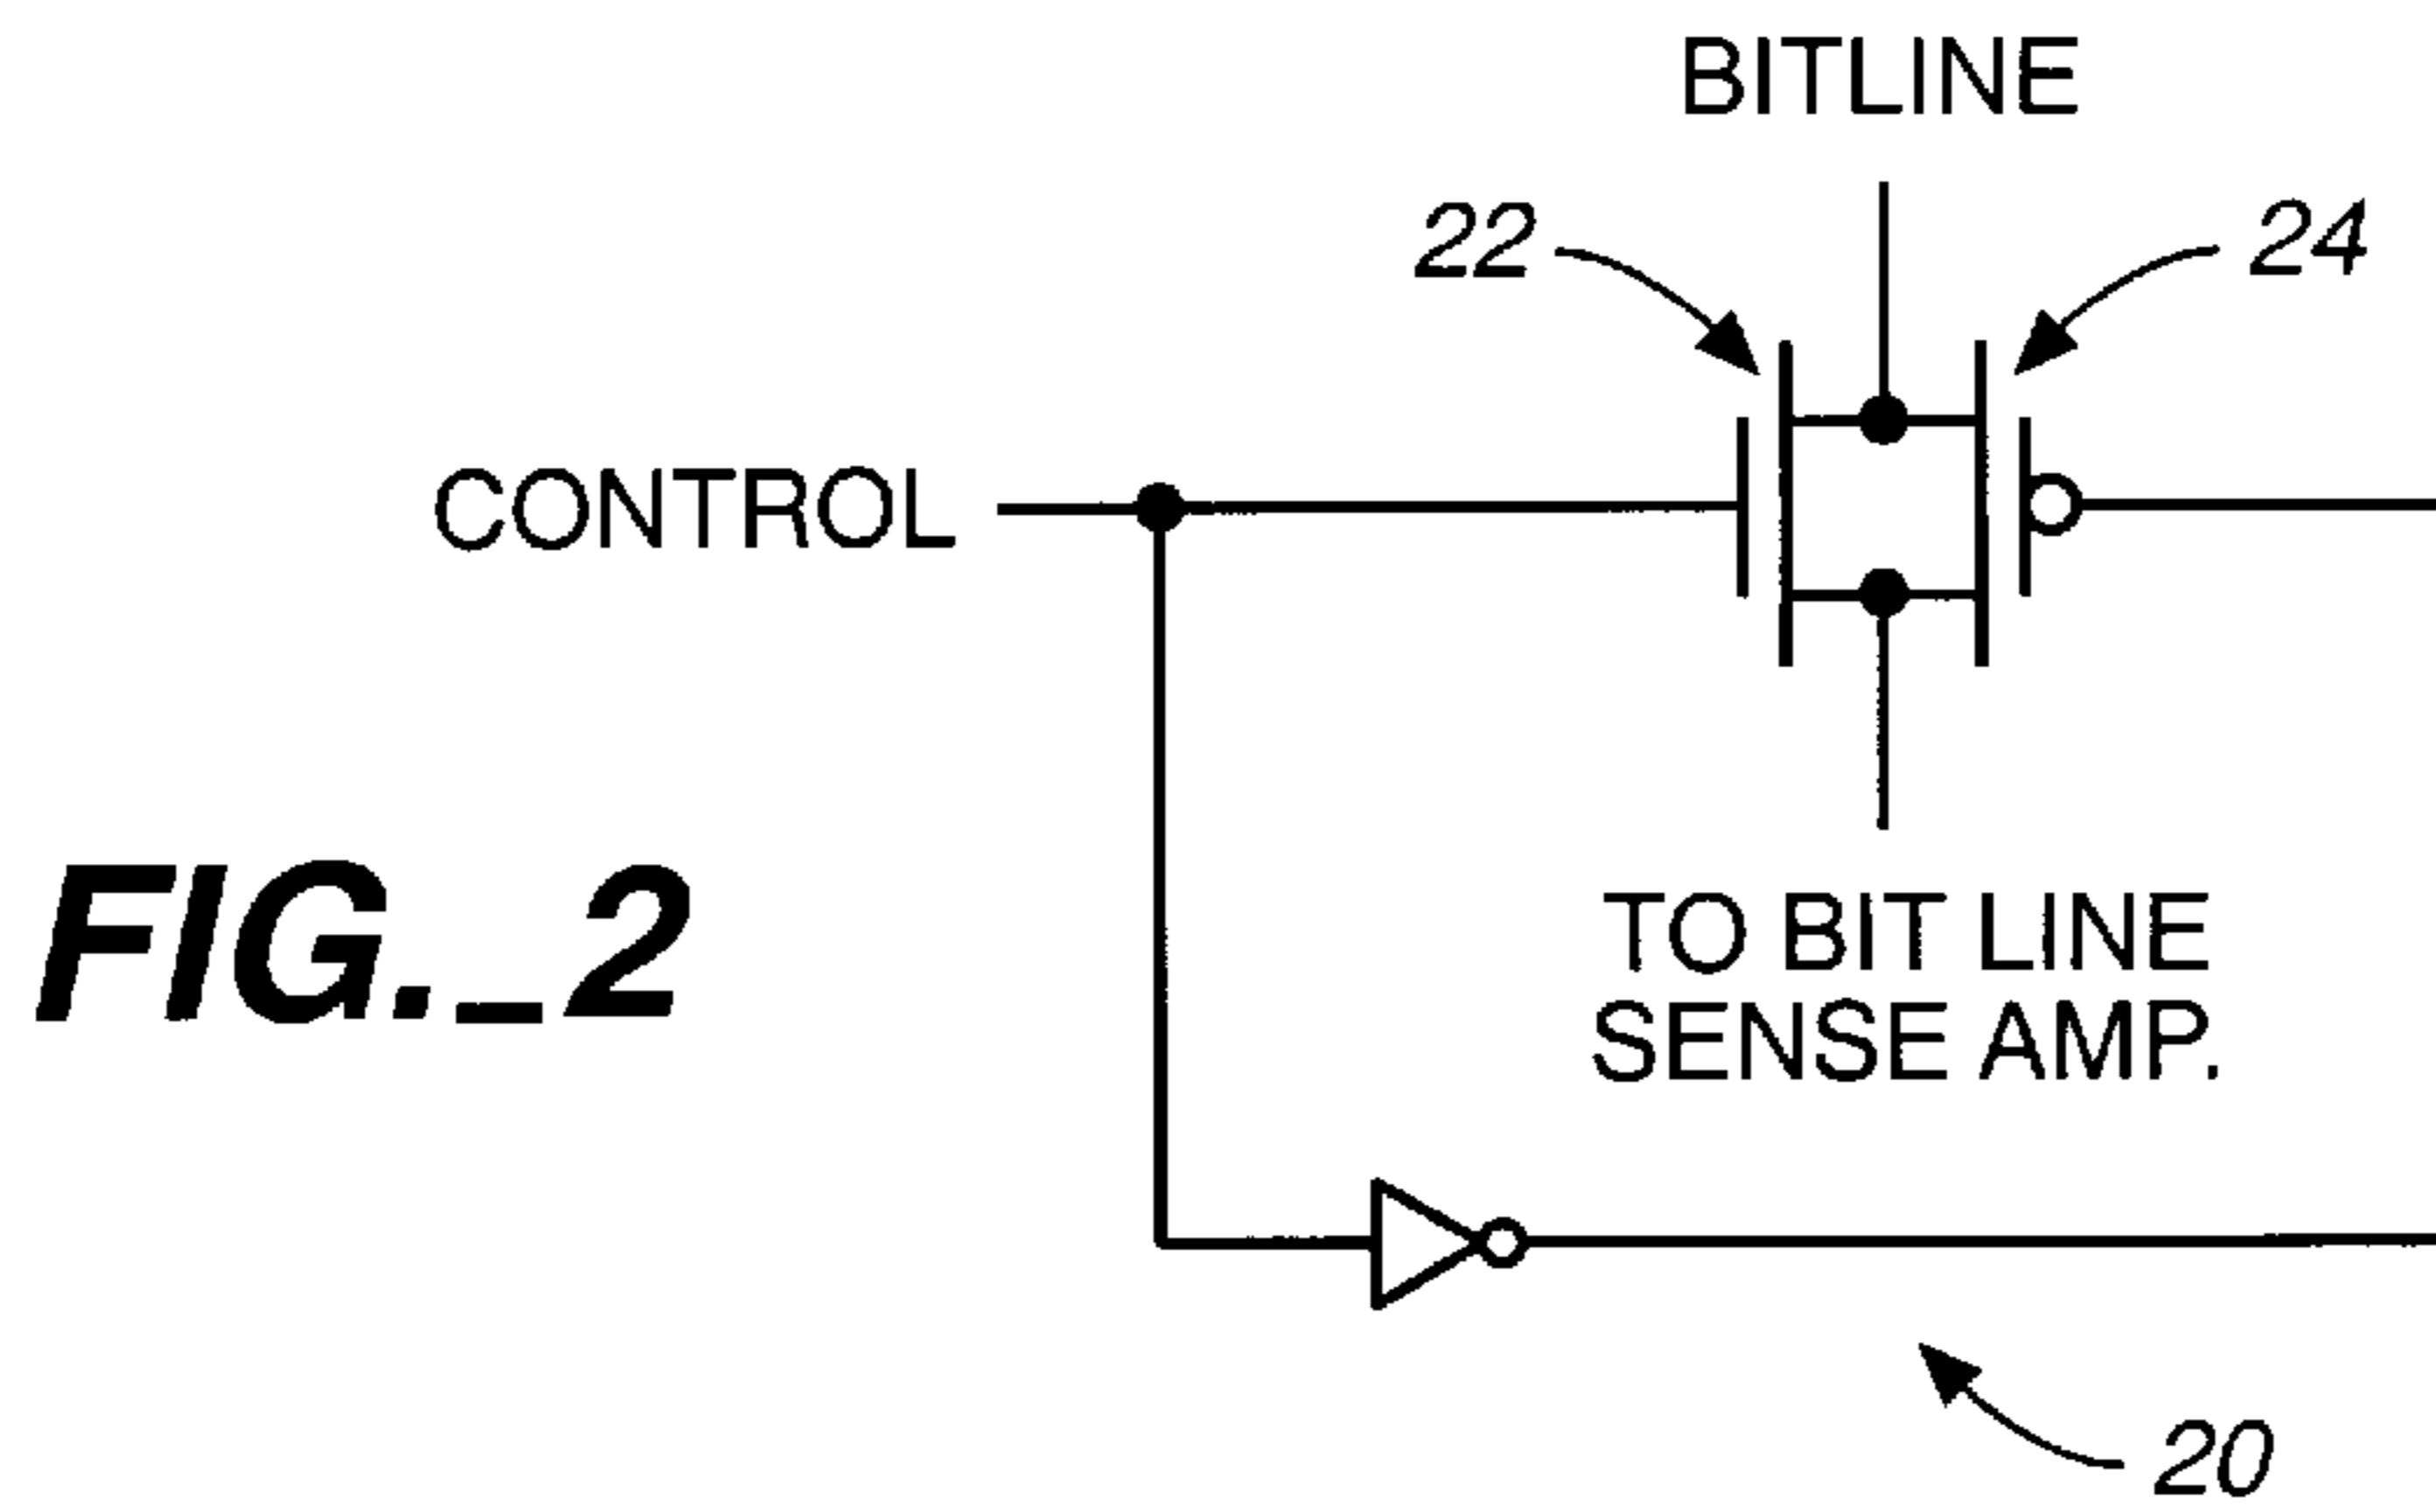 BITLINE
22
24
CONTROL
FIG._2
TO BIT LINE
SENSE AMP.
20